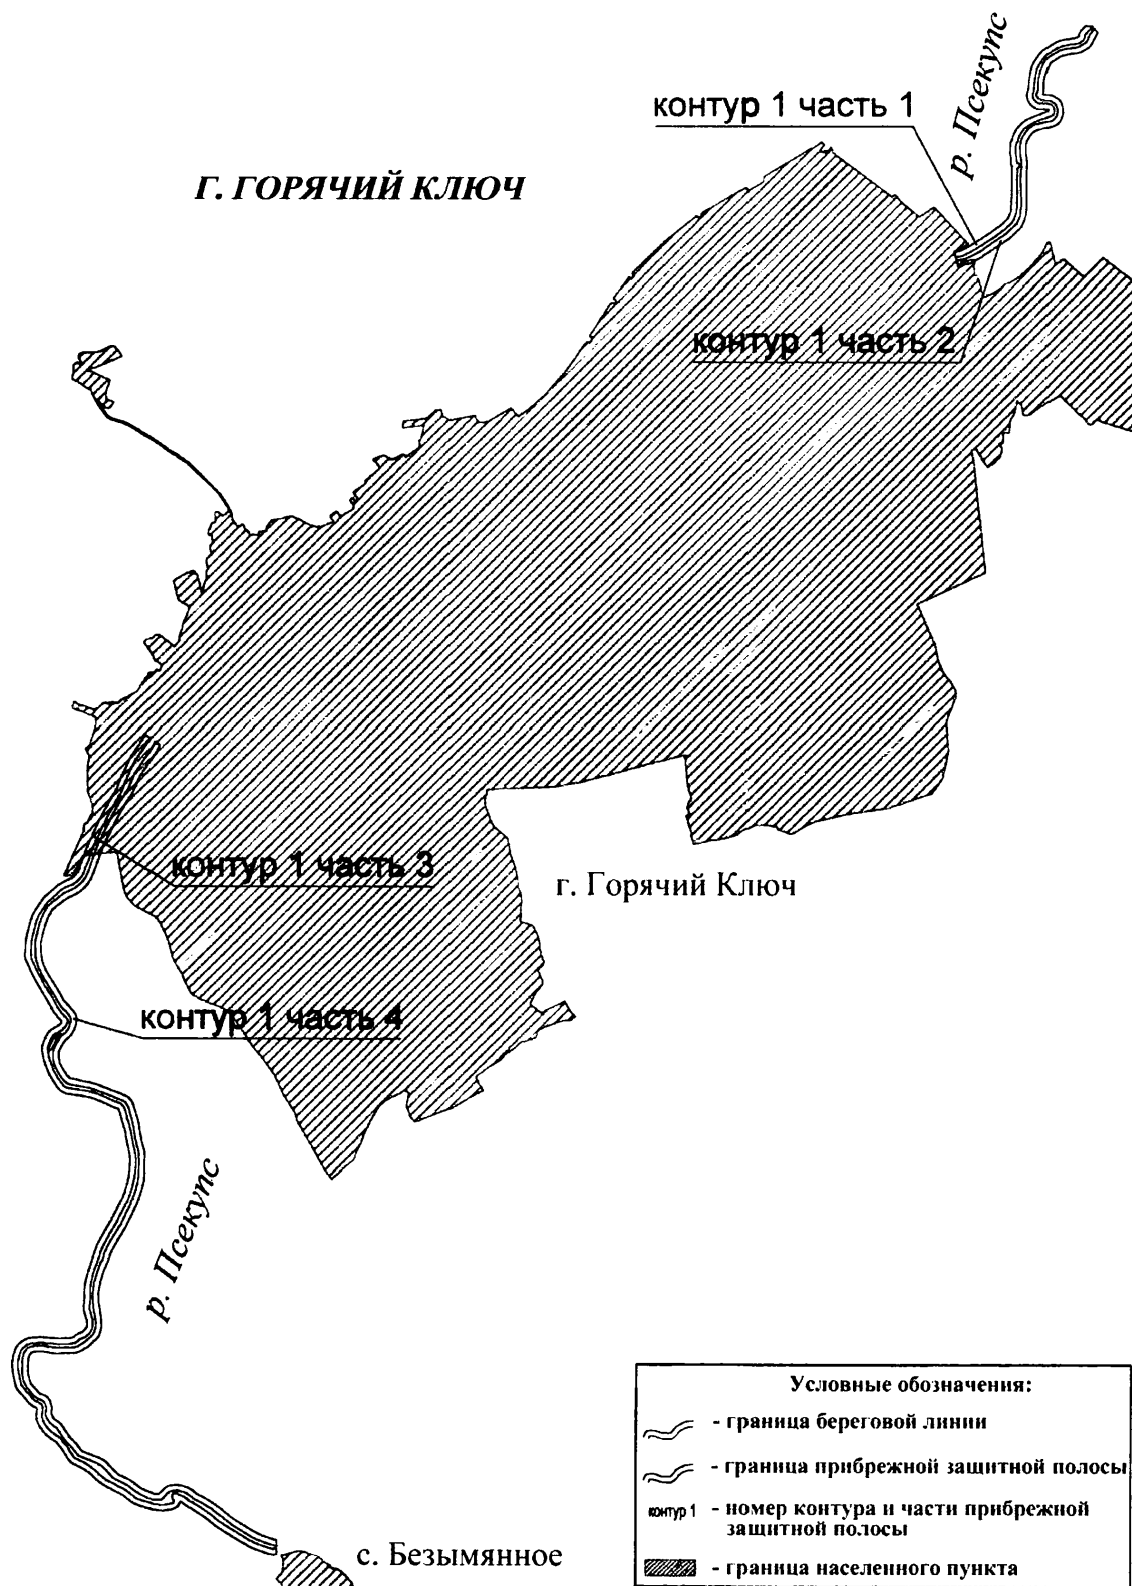 р. Псекупс
контур 1 часть 1
Г. ГОРЯЧИЙ КЛЮЧ
контур 1 часть 2
контур 1 часть 3
г. Горячий Ключ
контур 1 часть 4
р. Псекупс
Условные обозначения:
- граница береговой линии
- граница прибрежной защитной полосы
контур 1 - номер контура и части прибрежной
защитной полосы
- граница населенного пункта
с. Безымянное